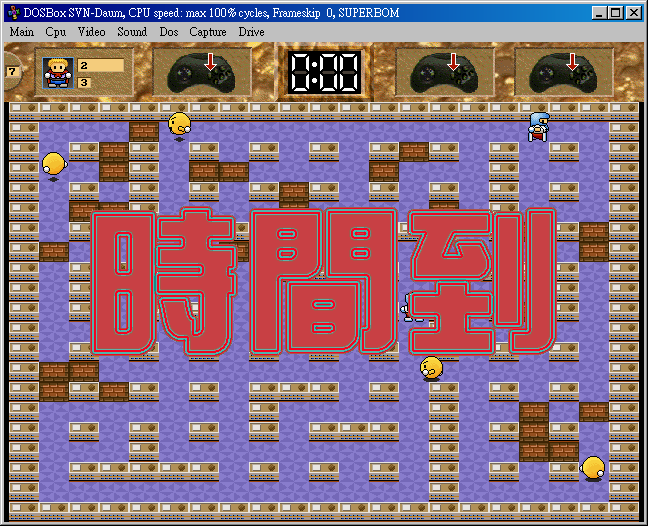 DOSBox SVN-Daum, CPU speed: max 100% cycles, Frameskip 0, SUPERBOM
Main Cpu Video Sound Dos Capture Drive
7
2
3
0:00
時間到